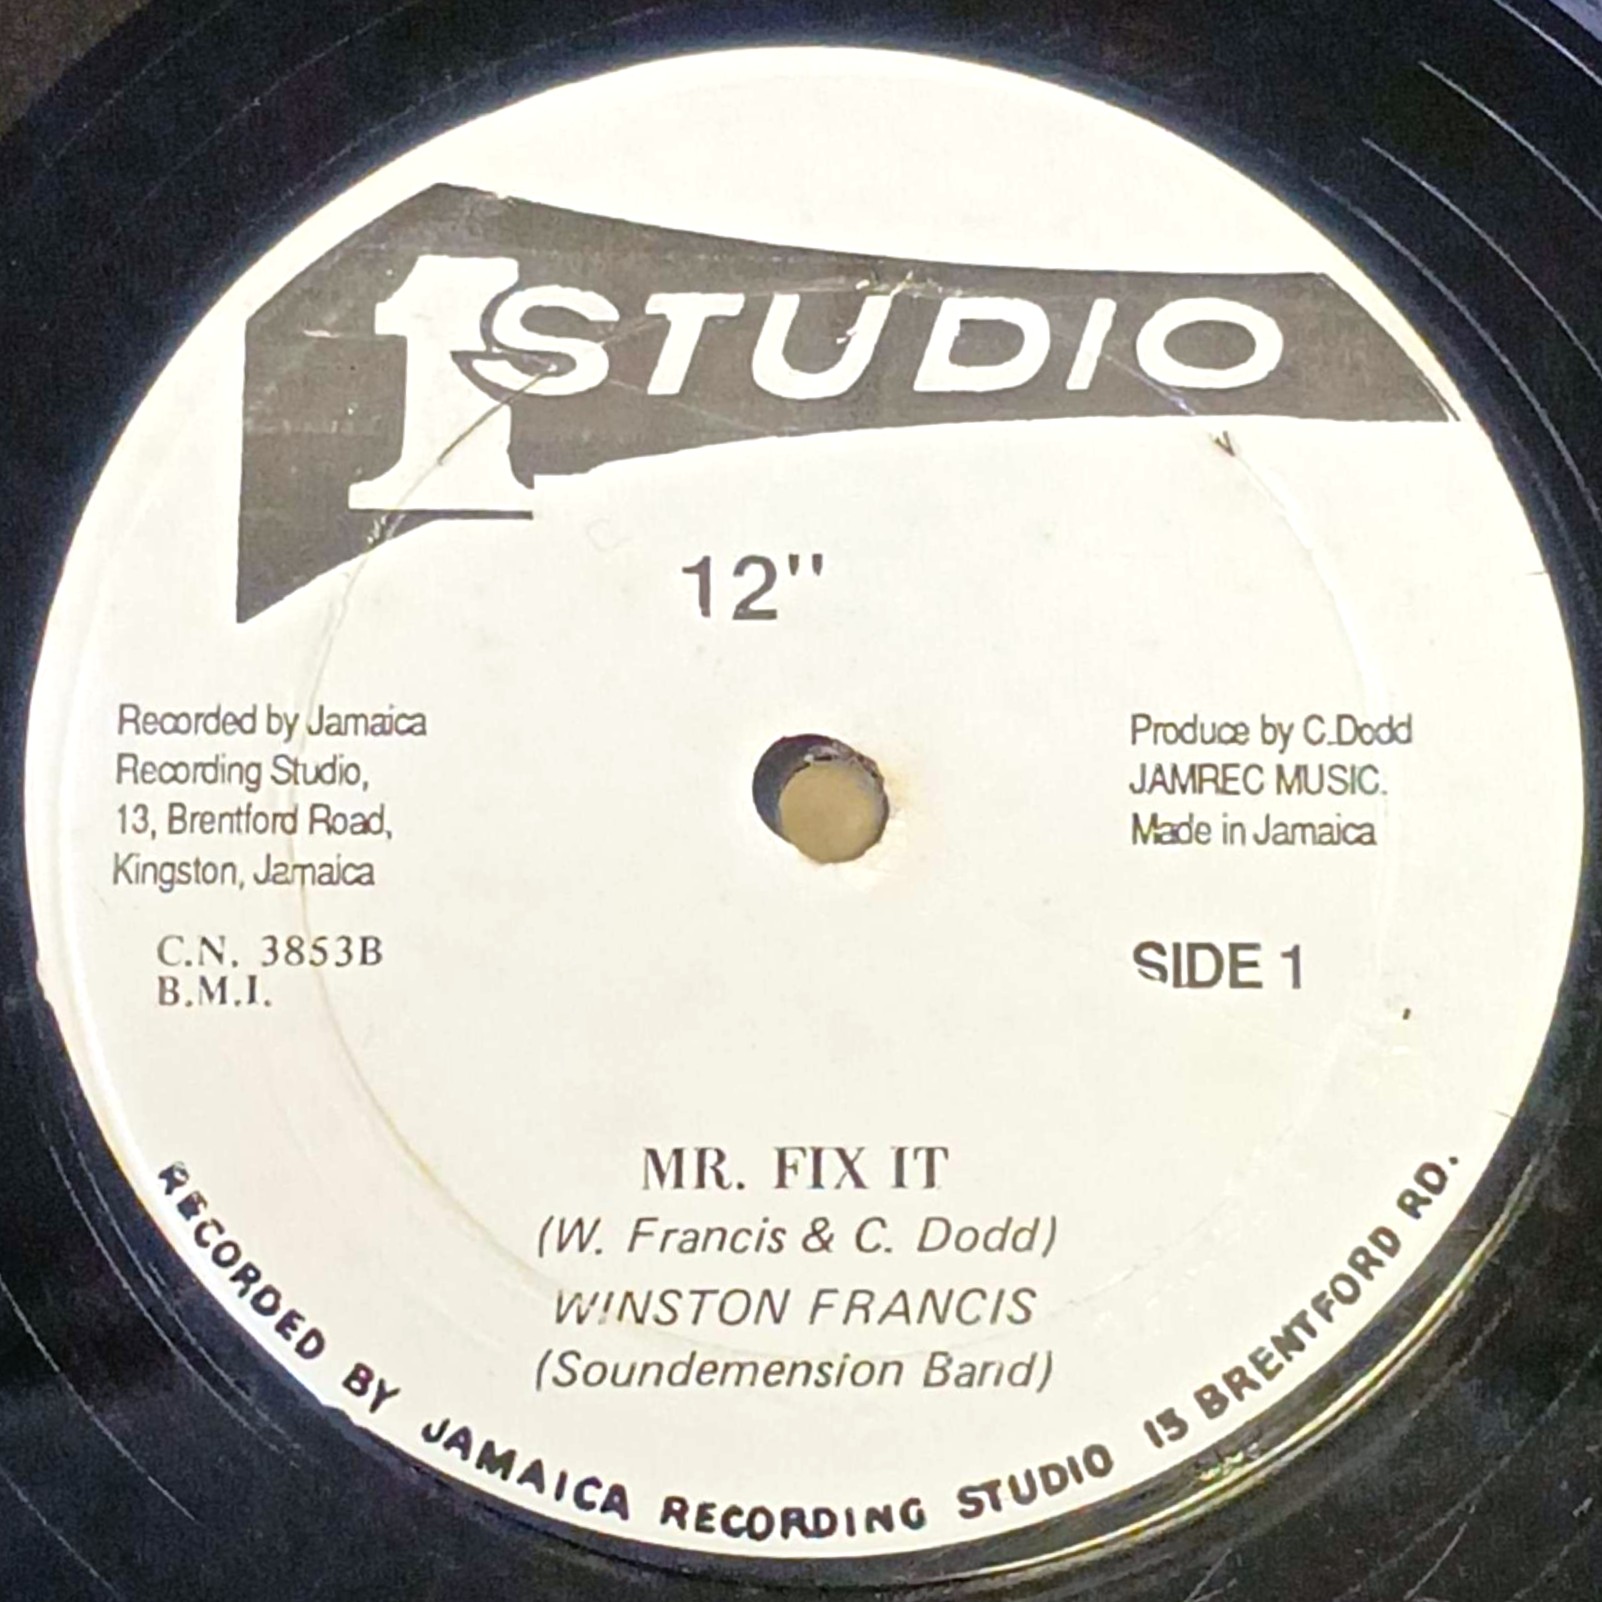 1 STUDIO
12"
Recorded by Jamaica
Recording Studio,
13, Brentford Road,
Kingston, Jamaica
C.N. 3853B
B.M.I.
Produce by C.Dodd
JAMREC MUSIC.
Made in Jamaica
SIDE 1
MR. FIX IT
(W. Francis & C. Dodd)
WINSTON FRANCIS
(Soundemension Band)
RECORDED BY JAMAICA RECORDING STUDIO 13 BRENTFORD RD.